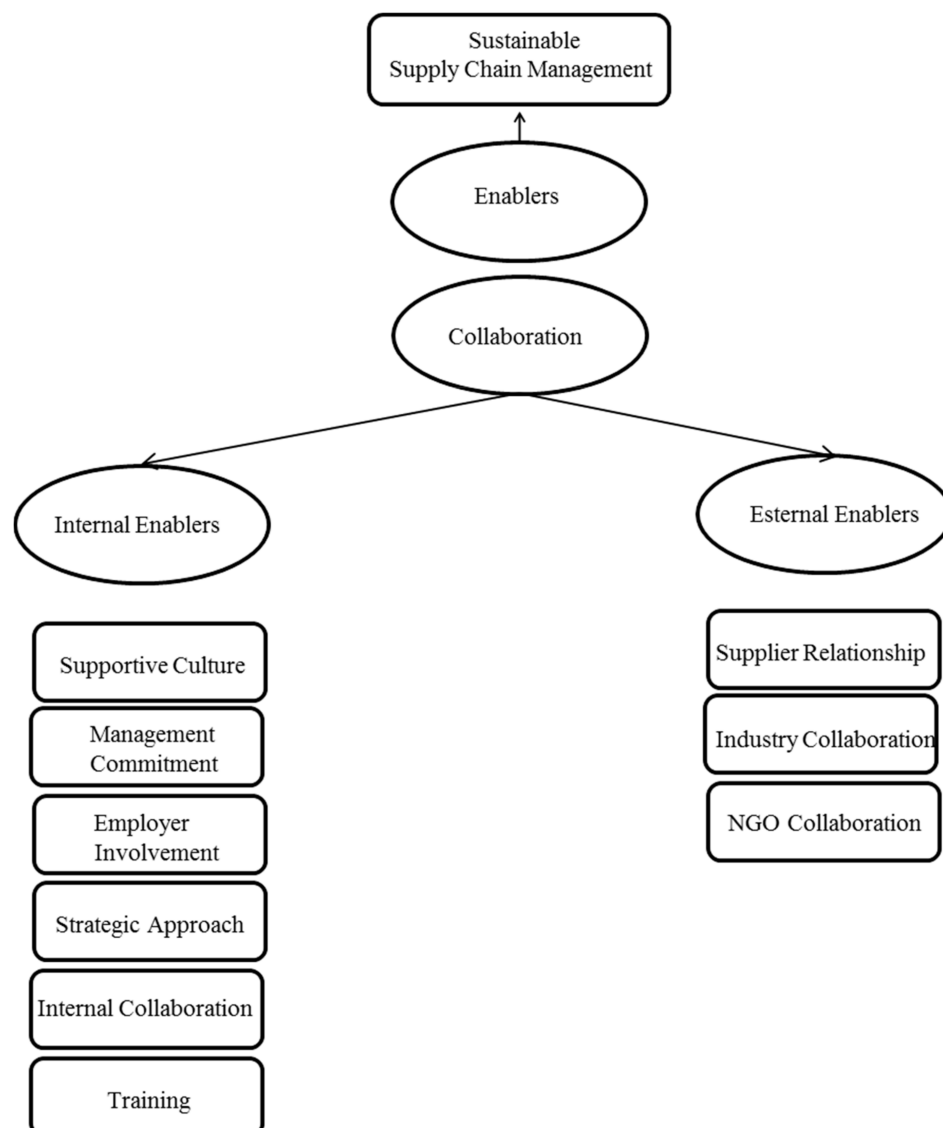 Sustainable
Supply Chain Management
Enablers
Collaboration
Internal Enablers
Esternal Enablers
Supportive Culture
Management
Commitment
Employer
Involvement
Strategic Approach
Internal Collaboration
Training
Supplier Relationship
Industry Collaboration
NGO Collaboration